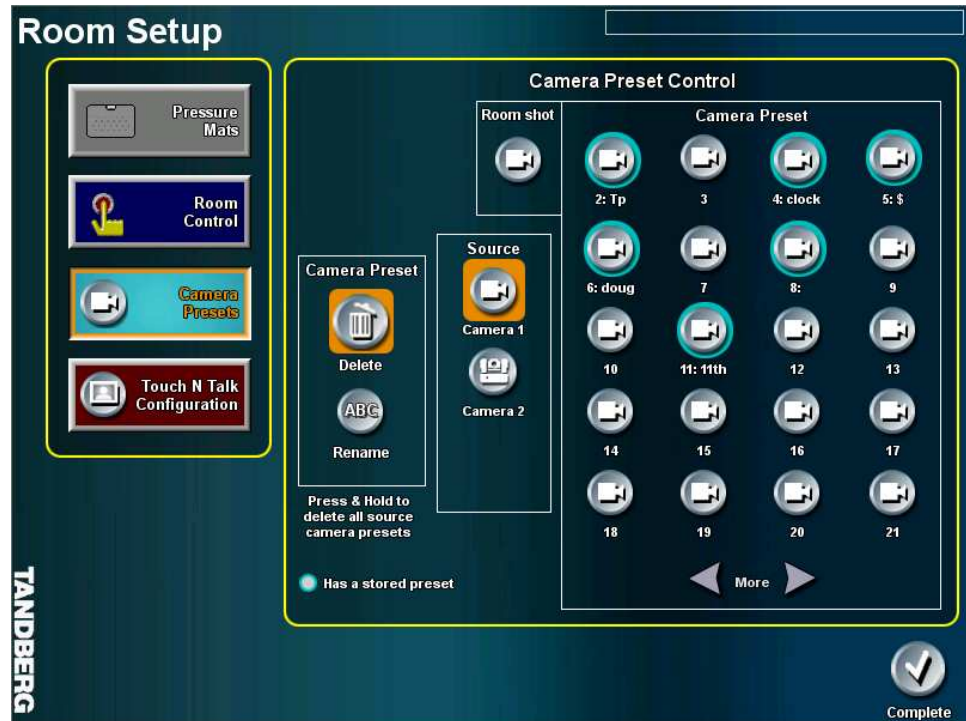 Room Setup
Pressure
Mats
Room
Control
Camera
Presets
Touch N Talk
Configuration
Camera Preset Control
Room shot
Camera Preset
2: Tp
3
4: clock
5: $
6: doug
7
8:
9
10
11: 11th
12
13
14
15
16
17
18
19
20
21
More
Source
Camera 1
Camera 2
Camera Preset
Delete
ABC
Rename
Press & Hold to
delete all source
camera presets
Has a stored preset
TANDBERG
Complete